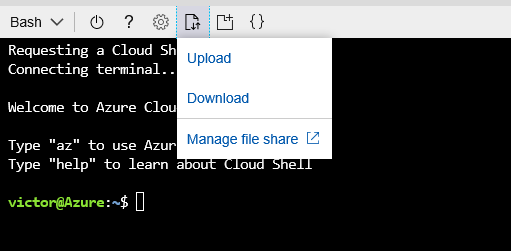 Bash
Requesting a Cloud Sh
Upload
Connecting terminal..
Download
Welcome to Azure Clou
Manage file share
Type "az" to use Azur
Type "help" to learn about Cloud Shell
victor@Azure:~$